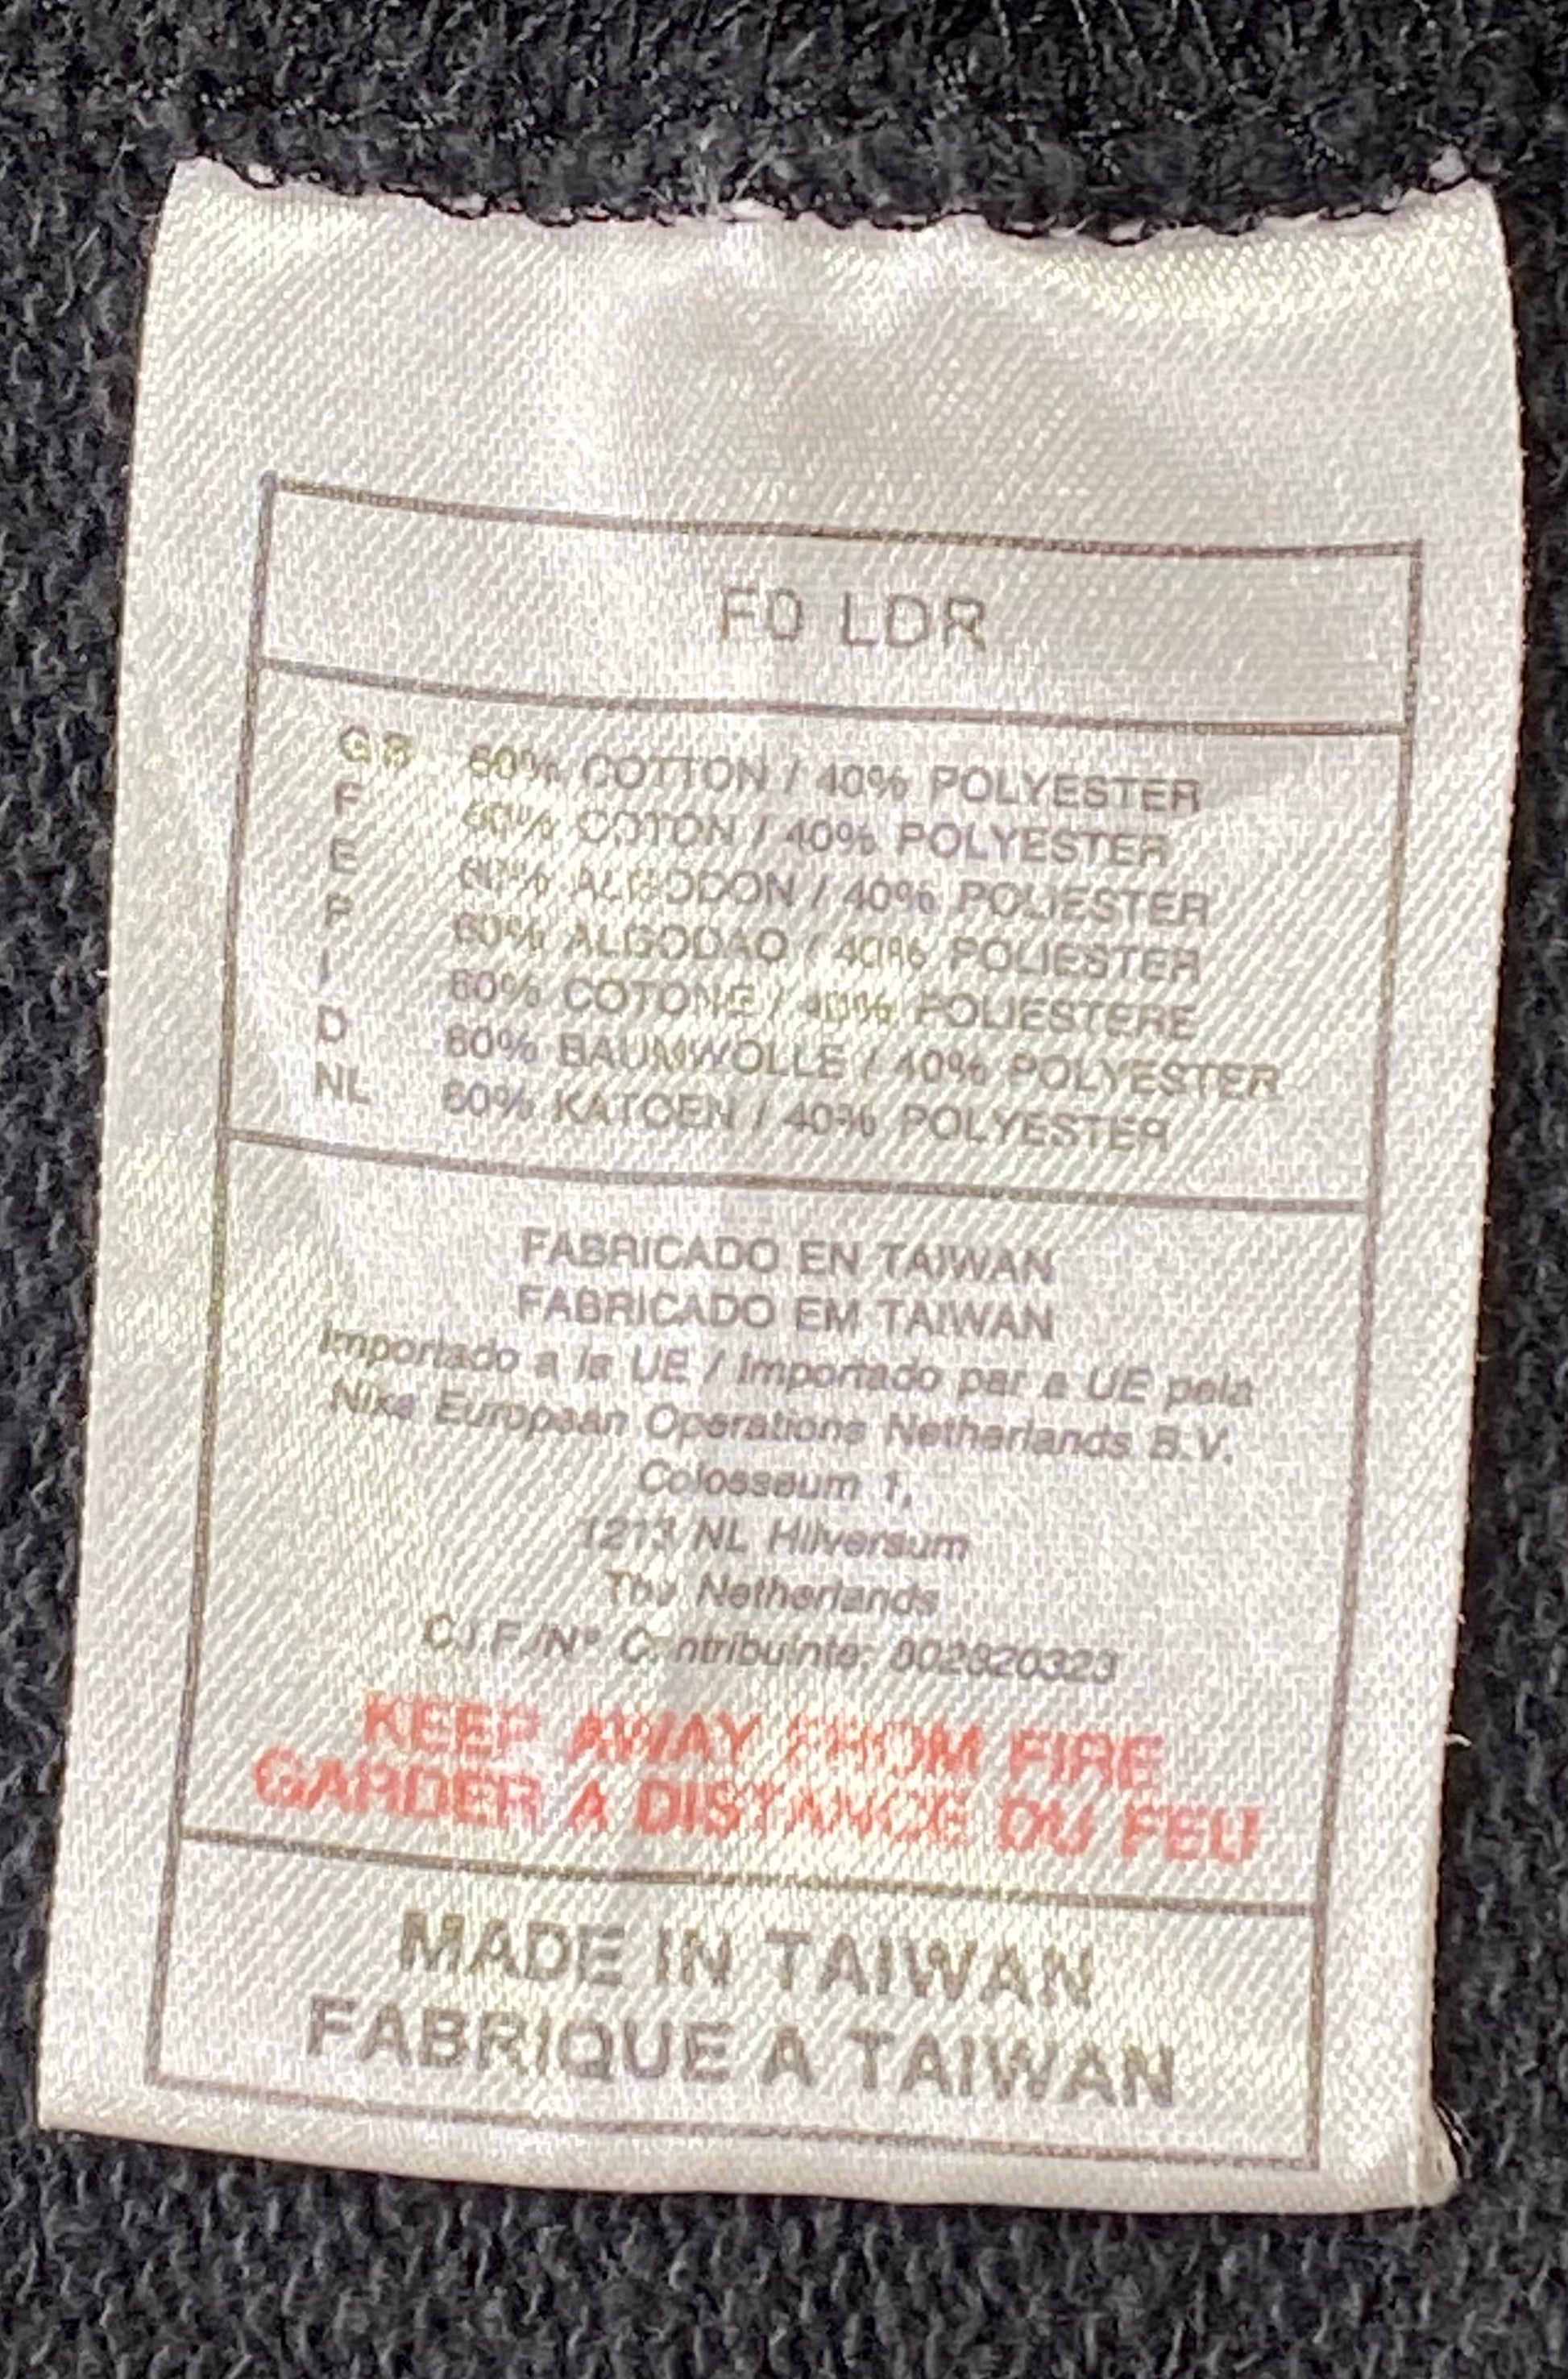 F0 LDR
GB 60% COTTON / 40% POLYESTER
F 60% COTON / 40% POLYESTER
E 60% ALGODON / 40% POLIESTER
P 60% ALGODAO / 40% POLIESTER
I 60% COTONE / 40% POLIESTERE
D 60% BAUMWOLLE / 40% POLYESTER
NL 60% KATOEN / 40% POLYESTER
FABRICADO EN TAIWAN
FABRICADO EM TAIWAN
Importado a la UE / Importado par a UE pela
Nike European Operations Netherlands B.V.
Colosseum 1,
1213 NL Hilversum
The Netherlands
C.I.F./Nº Contribuinte: 802820323
KEEP AWAY FROM FIRE
GARDER A DISTANCE DU FEU
MADE IN TAIWAN
FABRIQUE A TAIWAN